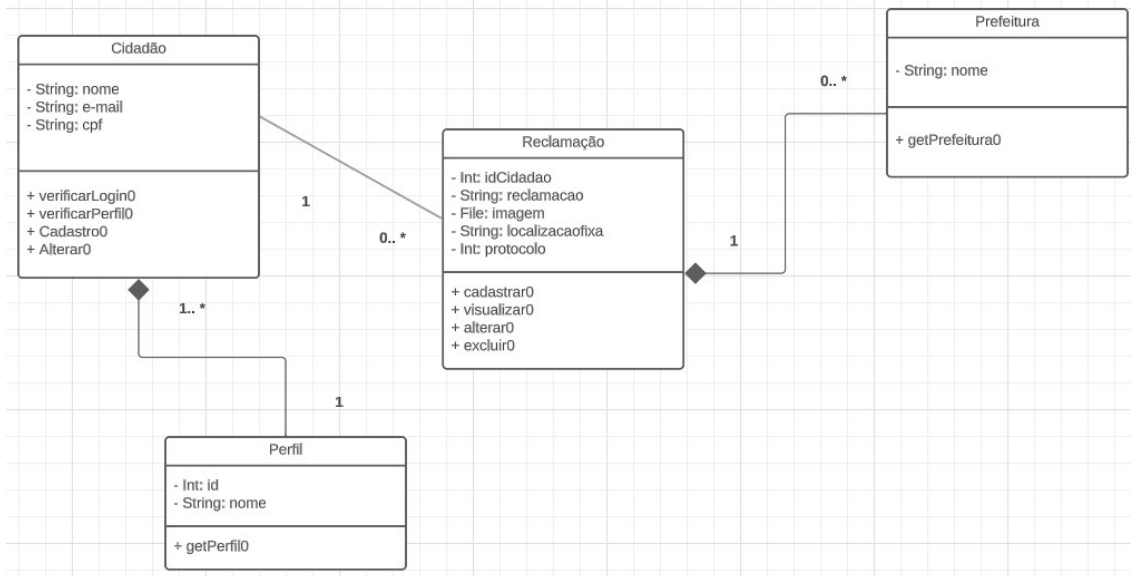 Cidadão
- String: nome
- String: e-mail
- String: cpf
+ verificarLogin0
+ verificarPerfil0
+ Cadastro0
+ Alterar0
1
0.. *
Reclamação
- Int: idCidadao
- String: reclamacao
- File: imagem
- String: localizacaofixa
- Int: protocolo
+ cadastrar0
+ visualizar0
+ alterar0
+ excluir0
1
0.. *
Prefeitura
- String: nome
+ getPrefeitura0
1.. *
1
Perfil
- Int: id
- String: nome
+ getPerfil0